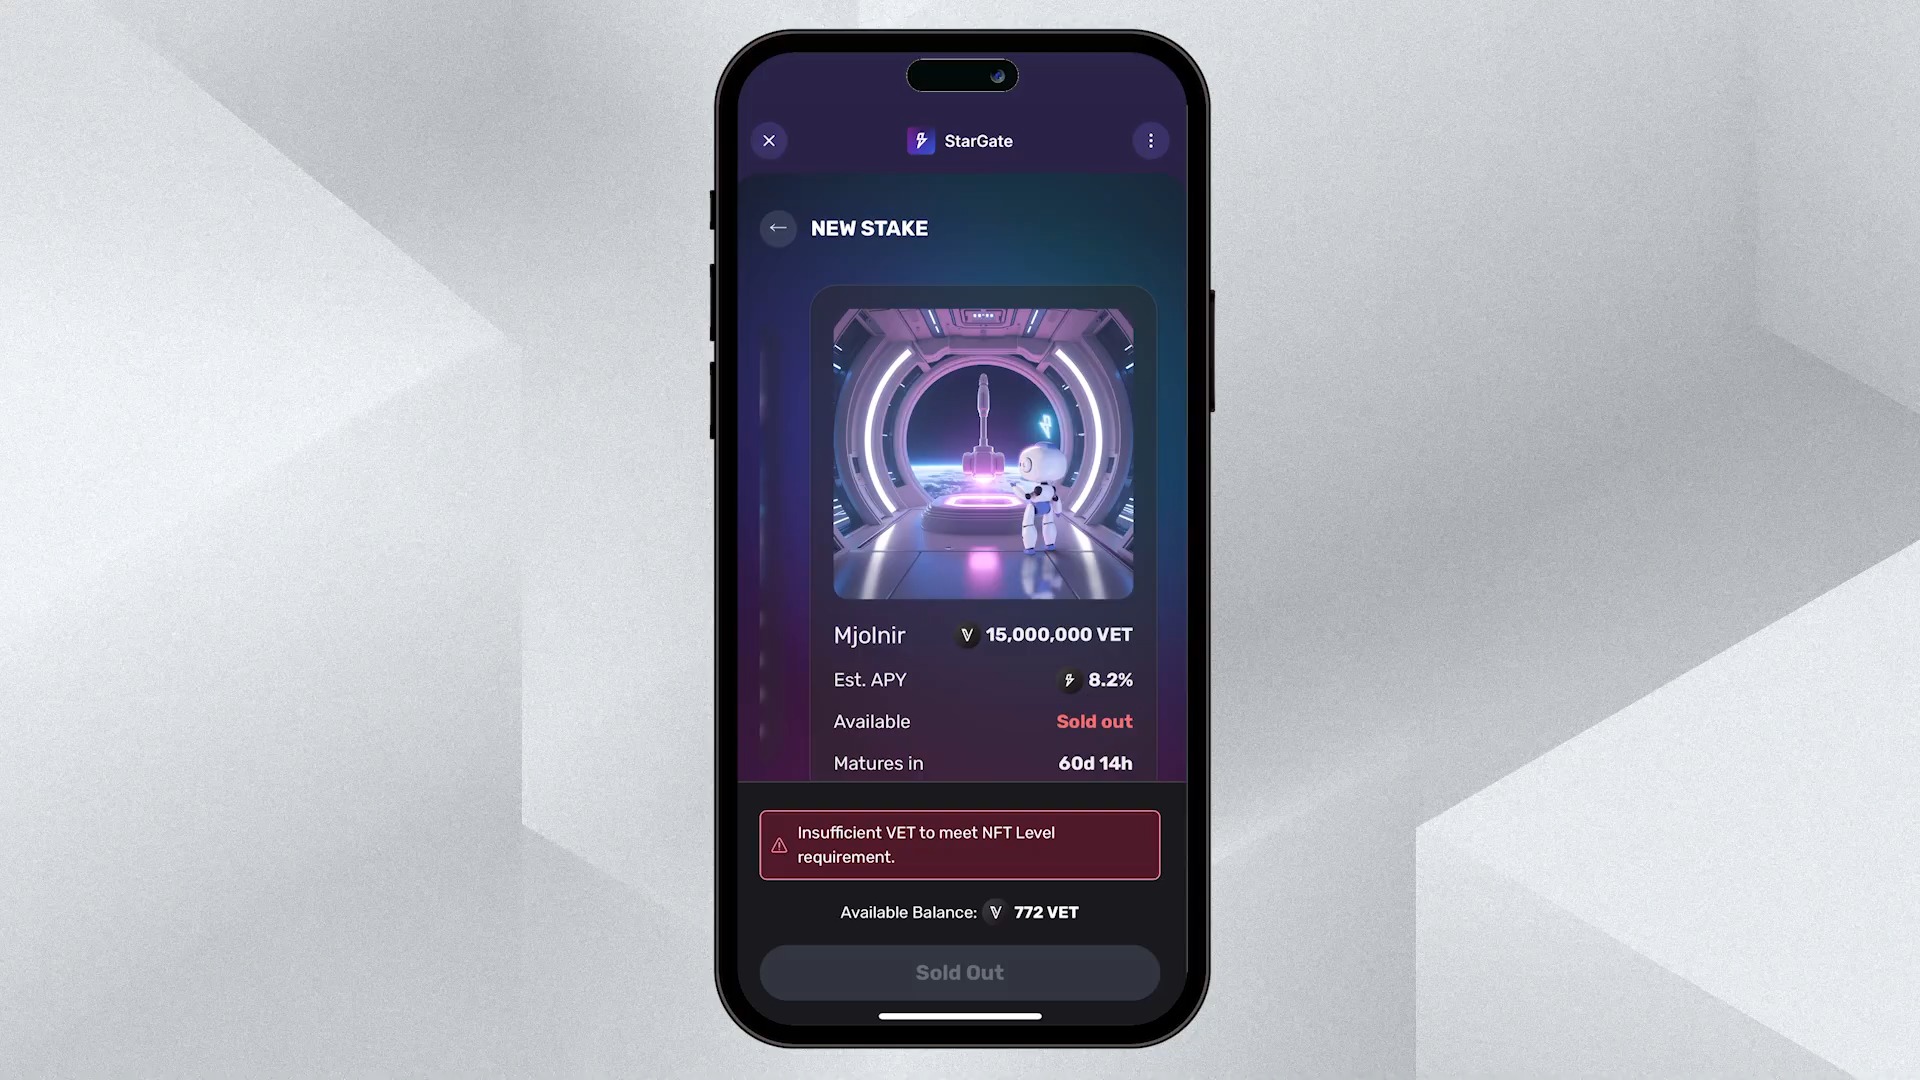 StarGate
NEW STAKE
Mjolnir 15,000,000 VET
Est. APY 8.2%
Available Sold out
Matures in 60d 14h
Insufficient VET to meet NFT Level
requirement.
Available Balance: 772 VET
Sold Out